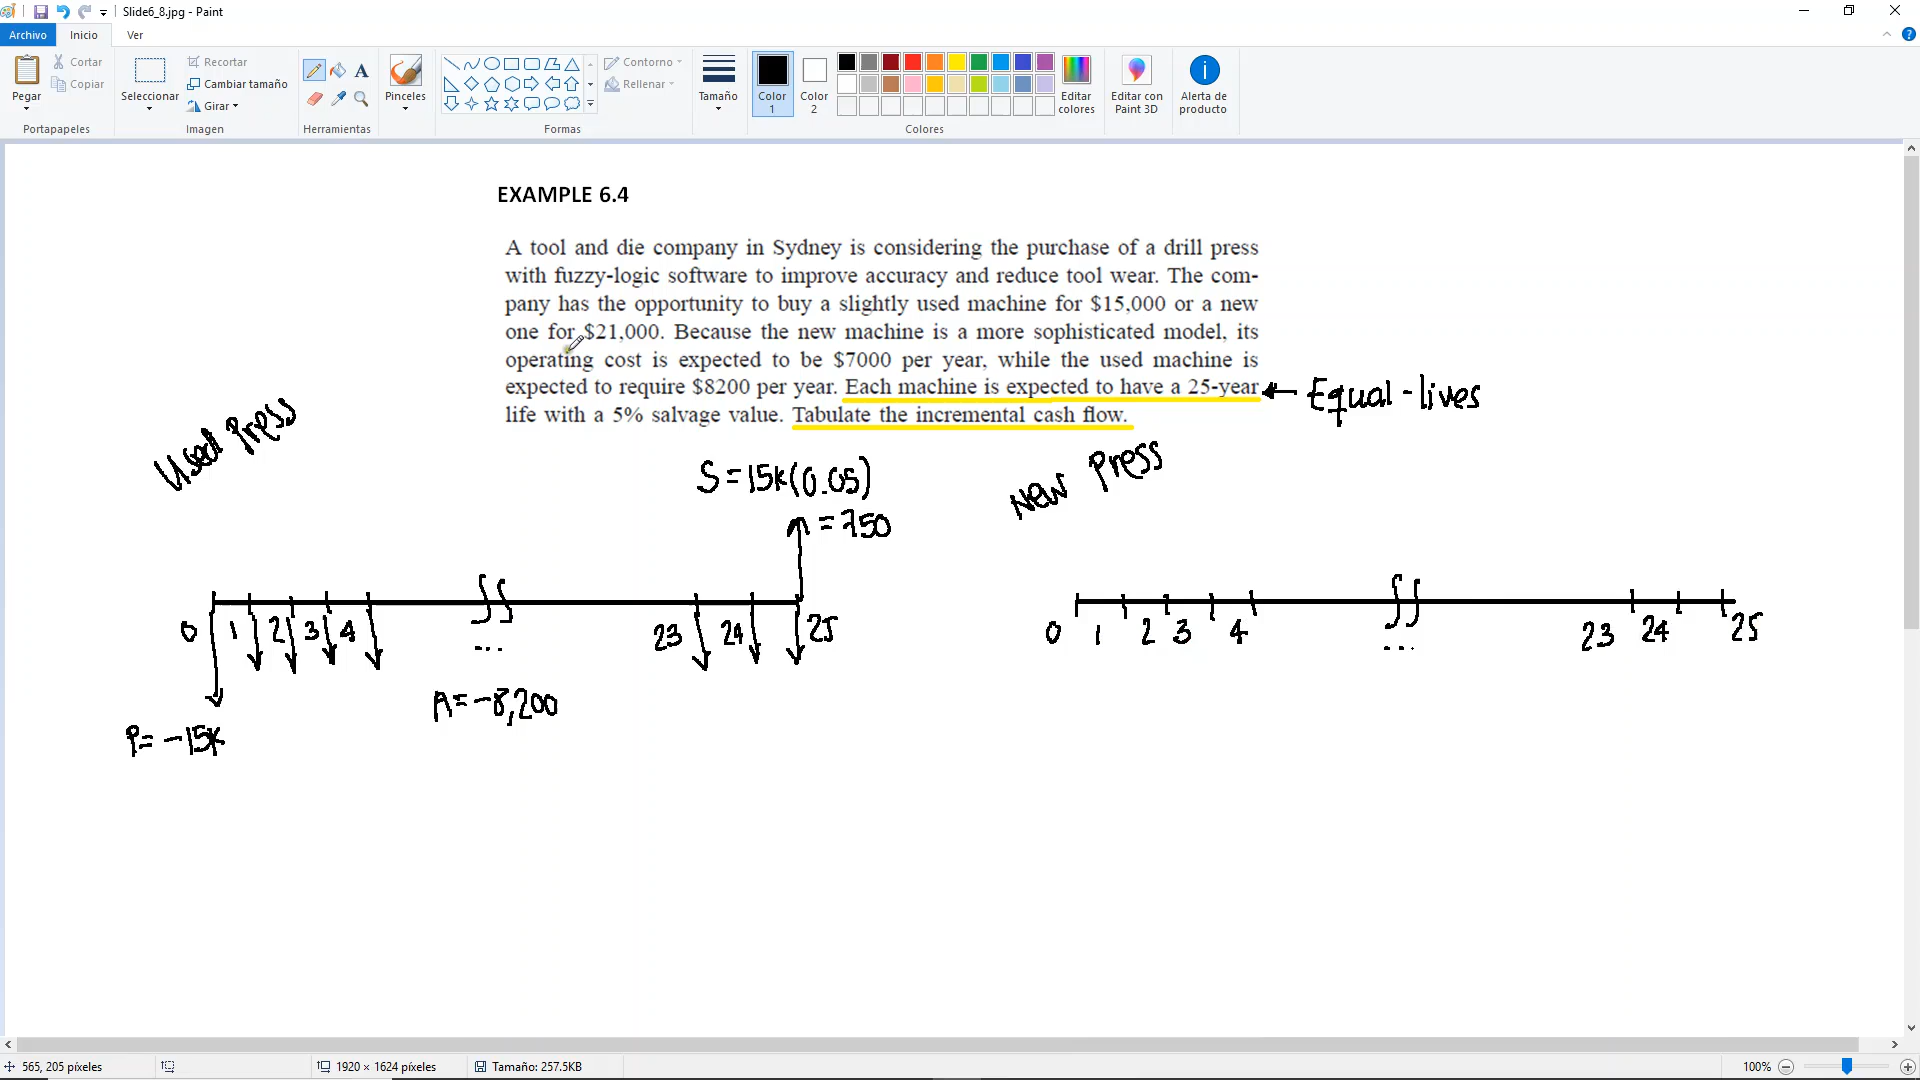 Slide6_8.jpg - Paint
Archivo Inicio Ver
Pegar
Cortar
Copiar
Portapapeles
Seleccionar
Recortar
Cambiar tamaño
Girar
Imagen
Herramientas
Pinceles
Contorno
Rellenar
Formas
Tamaño
Color 1
Color 2
Editar colores
Colores
Editar con Paint 3D
Alerta de producto
EXAMPLE 6.4
A tool and die company in Sydney is considering the purchase of a drill press
with fuzzy-logic software to improve accuracy and reduce tool wear. The com-
pany has the opportunity to buy a slightly used machine for $15,000 or a new
one for $21,000. Because the new machine is a more sophisticated model, its
operating cost is expected to be $7000 per year, while the used machine is
expected to require $8200 per year. Each machine is expected to have a 25-year
life with a 5% salvage value. Tabulate the incremental cash flow.
Equal-lives
Used Press
S = 15k(0.05)
= 750
0 1 2 3 4 ... 23 24 25
A = -8,200
P = -15k
New Press
0 1 2 3 4 ... 23 24 25
565, 205 píxeles
1920 × 1624 píxeles
Tamaño: 257.5KB
100%